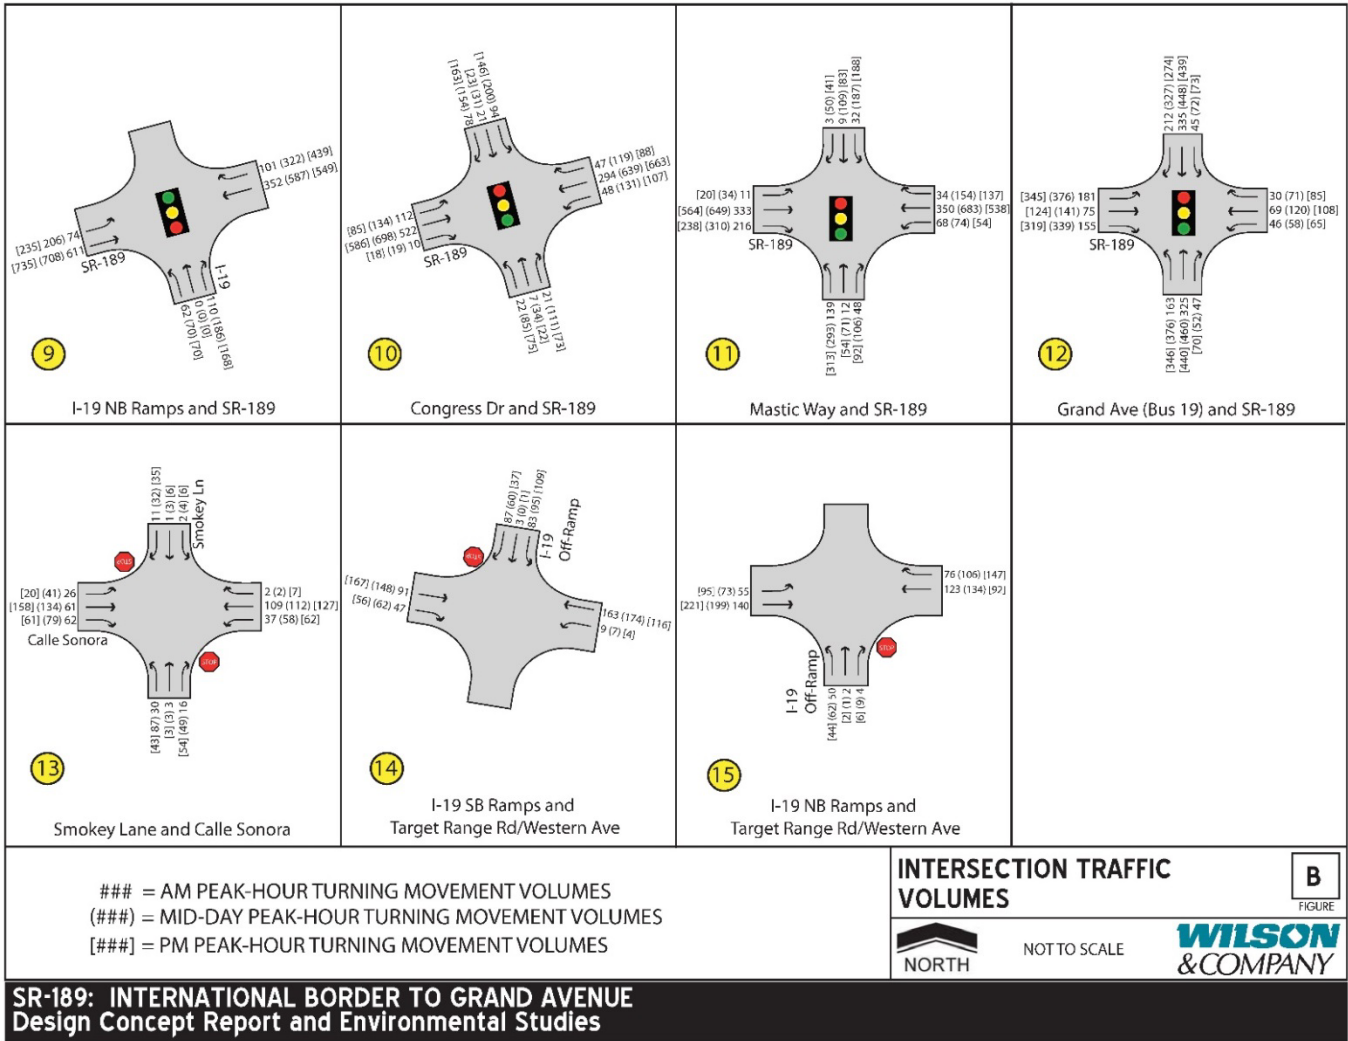 [146] (200) 94
[23] (31) 21
[163] (154) 78
3 (50) [41]
9 (109) [83]
32 (187) [188]
212 (327) [274]
335 (448) [439]
45 (72) [73]
101 (322) [439]
352 (587) [549]
[235] 206) 74
[735] (708) 611
SR-189
I-19
62 (70) [70]
0 (0) [0]
110 (186) [168]
9
I-19 NB Ramps and SR-189
47 (119) [88]
294 (639) [663]
48 (131) [107]
[85] (134) 112
[586] (698) 522
[18] (19) 10
SR-189
22 (85) [75]
7 (34) [22]
21 (111) [73]
10
Congress Dr and SR-189
[20] (34) 11
[564] (649) 333
[238] (310) 216
SR-189
34 (154) [137]
350 (683) [538]
68 (74) [54]
[313] (293) 139
[54] (71) 12
[92] (106) 48
11
Mastic Way and SR-189
[345] (376) 181
[124] (141) 75
[319] (339) 155
SR-189
30 (71) [85]
69 (120) [108]
46 (58) [65]
[346] (376) 163
[440] (460) 325
[70] (52) 47
12
Grand Ave (Bus 19) and SR-189
11 (32) [35]
1 (3) [6]
2 (4) [6]
Smokey Ln
STOP
[20] (41) 26
[158] (134) 61
[61] (79) 62
Calle Sonora
2 (2) [7]
109 (112) [127]
37 (58) [62]
STOP
[43] 87) 30
[3] (3) 3
[54] (49) 16
13
Smokey Lane and Calle Sonora
87 (60) [37]
3 (0) [1]
83 (95) [109]
I-19
Off-Ramp
STOP
[167] (148) 91
[56] (62) 47
163 (174) [116]
9 (7) [4]
14
I-19 SB Ramps and
Target Range Rd/Western Ave
[95] (73) 55
[221] (199) 140
76 (106) [147]
123 (134) [92]
STOP
I-19
Off-Ramp
[44] (62) 50
[2] (1) 2
[6] (9) 4
15
I-19 NB Ramps and
Target Range Rd/Western Ave
### = AM PEAK-HOUR TURNING MOVEMENT VOLUMES
(###) = MID-DAY PEAK-HOUR TURNING MOVEMENT VOLUMES
[###] = PM PEAK-HOUR TURNING MOVEMENT VOLUMES
INTERSECTION TRAFFIC
VOLUMES
B
FIGURE
NORTH
NOT TO SCALE
WILSON
&COMPANY
SR-189: INTERNATIONAL BORDER TO GRAND AVENUE
Design Concept Report and Environmental Studies